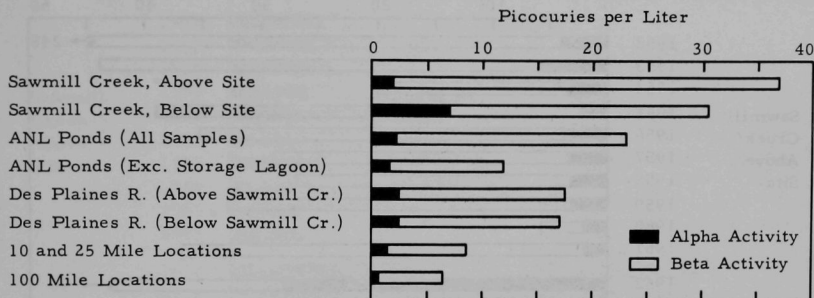 Picocuries per Liter
0 10 20 30 40
Sawmill Creek, Above Site
Sawmill Creek, Below Site
ANL Ponds (All Samples)
ANL Ponds (Exc. Storage Lagoon)
Des Plaines R. (Above Sawmill Cr.)
Des Plaines R. (Below Sawmill Cr.)
10 and 25 Mile Locations
100 Mile Locations
Alpha Activity
Beta Activity